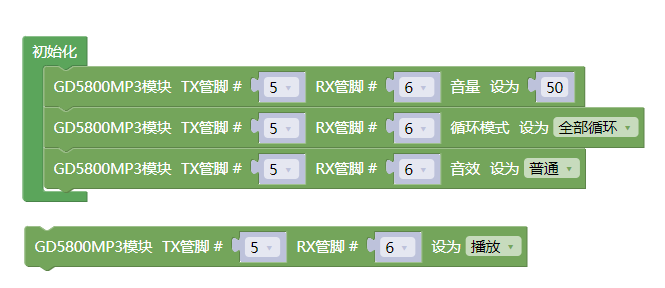 初始化
GD5800MP3模块 TX管脚 # 5 RX管脚 # 6 音量 设为 50
GD5800MP3模块 TX管脚 # 5 RX管脚 # 6 循环模式 设为 全部循环
GD5800MP3模块 TX管脚 # 5 RX管脚 # 6 音效 设为 普通
GD5800MP3模块 TX管脚 # 5 RX管脚 # 6 设为 播放